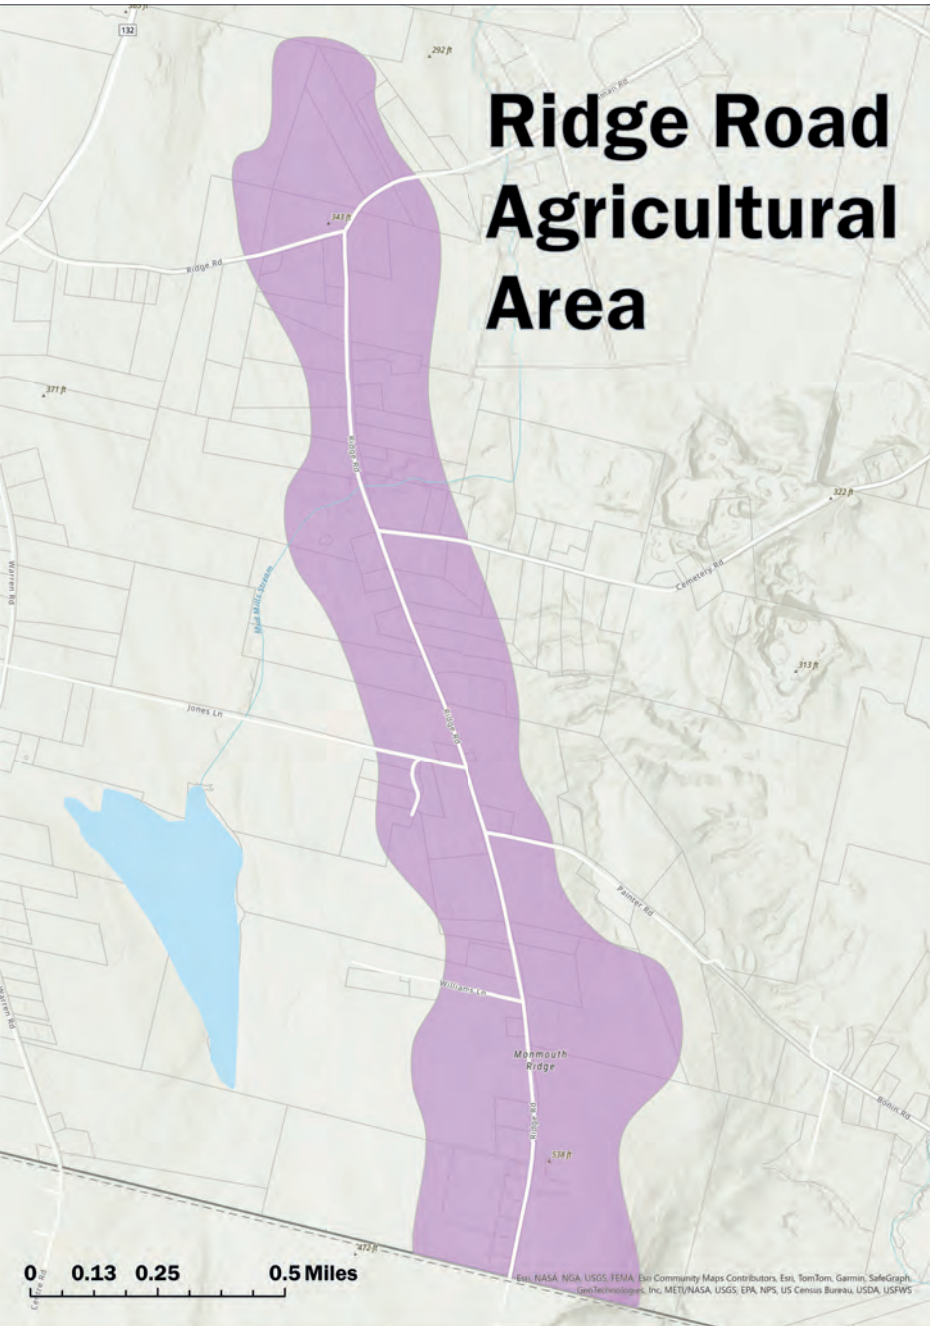 132
292 ft
Ridge Road
Agricultural
Area
343 ft
Ridge Rd
371 ft
Ridge Rd
322 ft
Cemetery Rd
Warren Rd
Mud Mills Stream
313 ft
Jones Ln
Ridge Rd
Painter Rd
Williams Ln
Warren Rd
Monmouth
Ridge
Bonin Rd
Ridge Rd
538 ft
472 ft
0 0.13 0.25 0.5 Miles
Esri, NASA, NGA, USGS, FEMA, Esri Community Maps Contributors, Esri, TomTom, Garmin, SafeGraph,
GeoTechnologies, Inc, METI/NASA, USGS, EPA, NPS, US Census Bureau, USDA, USFWS